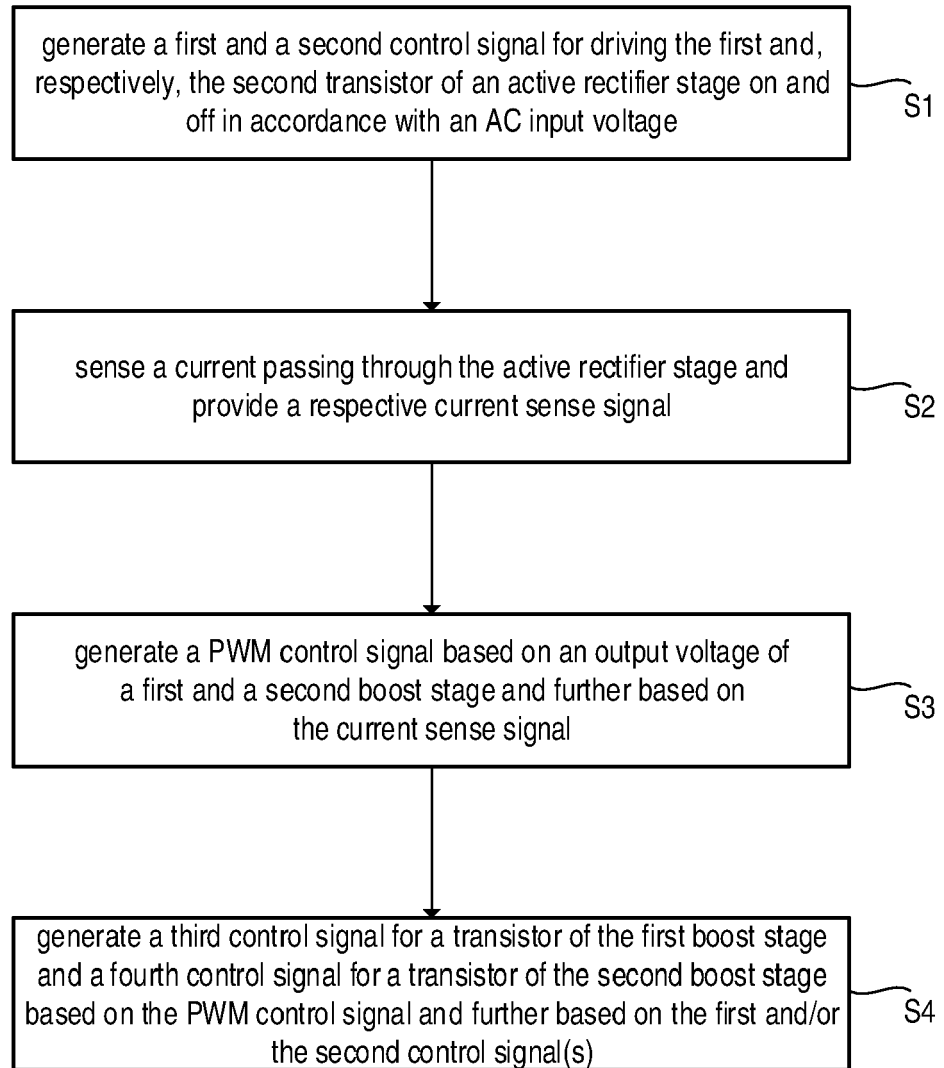 generate a first and a second control signal for driving the first and,
respectively, the second transistor of an active rectifier stage on and
off in accordance with an AC input voltage
S1
sense a current passing through the active rectifier stage and
provide a respective current sense signal
S2
generate a PWM control signal based on an output voltage of
a first and a second boost stage and further based on
the current sense signal
S3
generate a third control signal for a transistor of the first boost stage
and a fourth control signal for a transistor of the second boost stage
based on the PWM control signal and further based on the first and/or
the second control signal(s)
S4